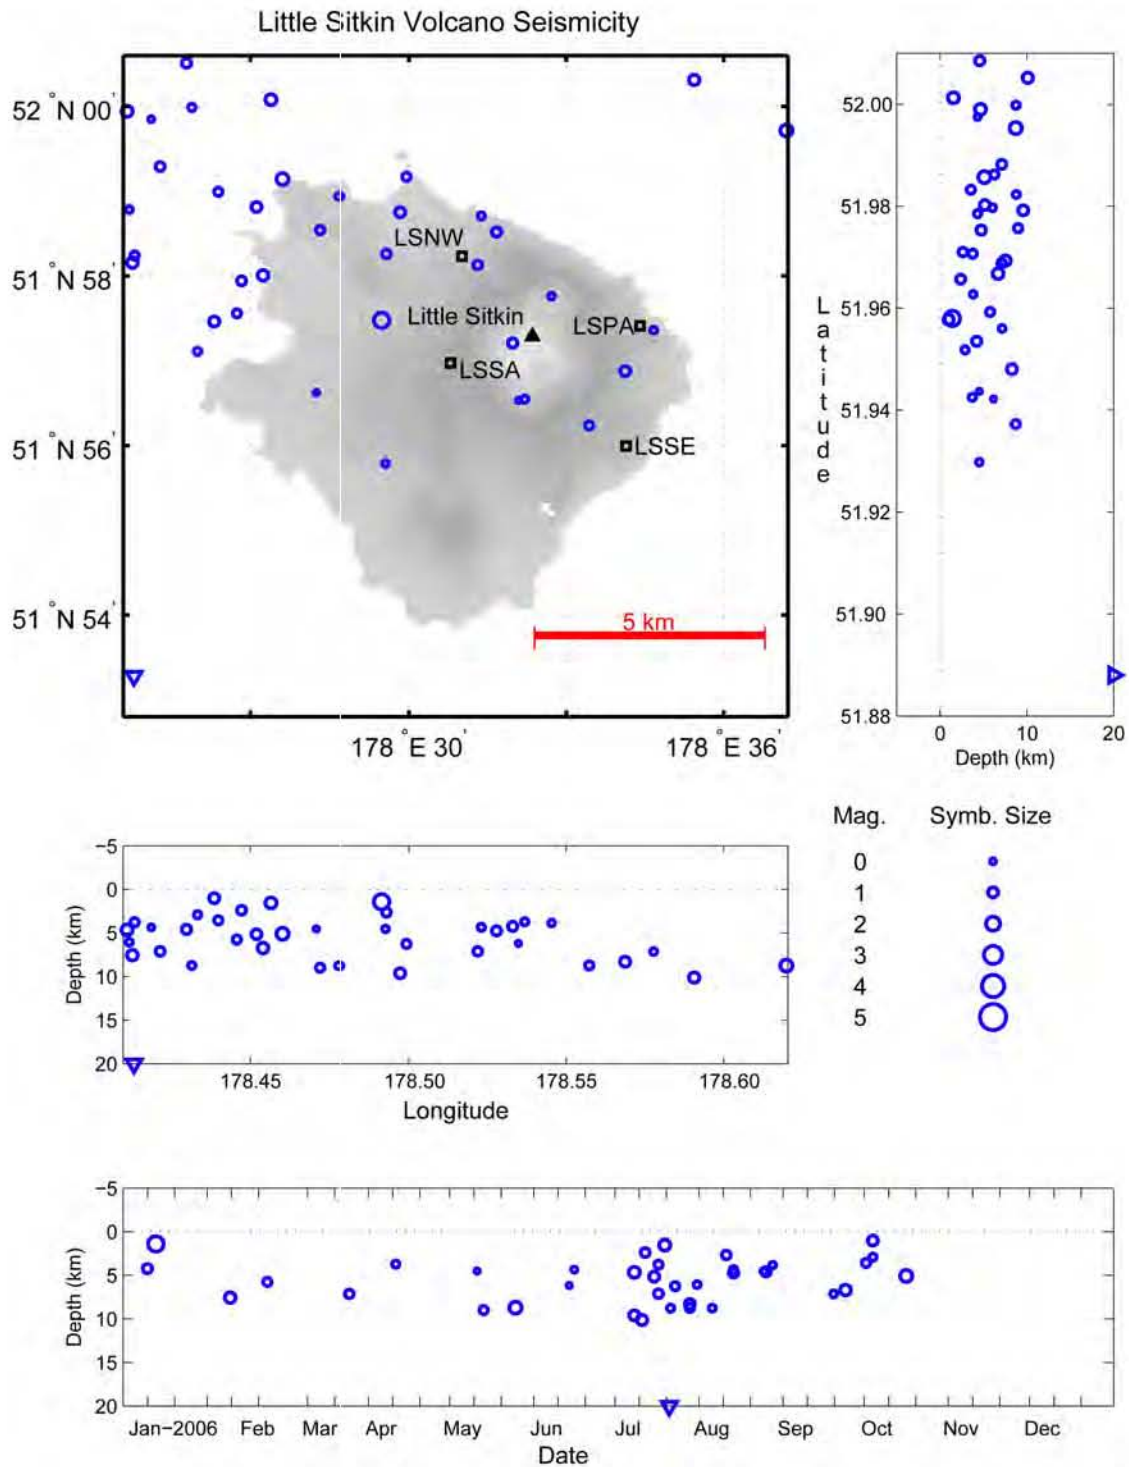 Little Sitkin Volcano Seismicity
52 °N 00'
51 °N 58'
51 °N 56'
51 °N 54'
LSNW
Little Sitkin
LSPA
LSSA
LSSE
5 km
178 °E 30'
178 °E 36'
Latitude
52.00
51.98
51.96
51.94
51.92
51.90
51.88
0 10 20
Depth (km)
Mag. Symb. Size
0
1
2
3
4
5
−5
0
5
10
15
20
Depth (km)
178.45 178.50 178.55 178.60
Longitude
−5
0
5
10
15
20
Depth (km)
Jan−2006 Feb Mar Apr May Jun Jul Aug Sep Oct Nov Dec
Date